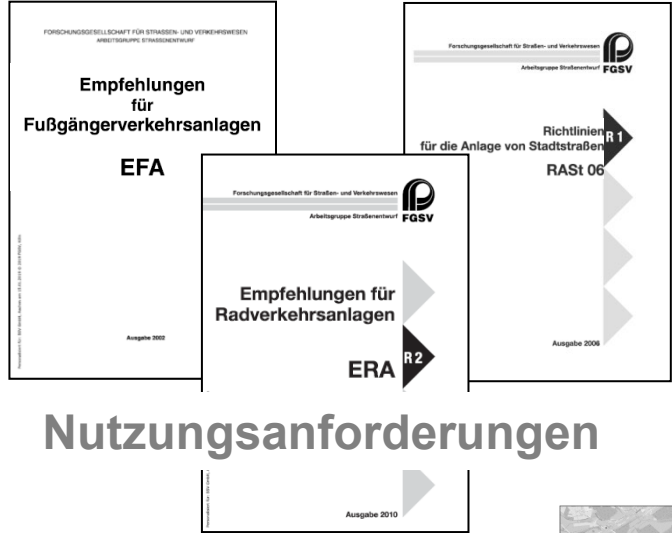 FORSCHUNGSGESELLSCHAFT FÜR STRASSEN- UND VERKEHRSWESEN
ARBEITSGRUPPE STRASSENENTWURF
Empfehlungen
für
Fußgängerverkehrsanlagen
EFA
Ausgabe 2002
Forschungsgesellschaft für Straßen- und Verkehrswesen
Arbeitsgruppe Straßenentwurf
FGSV
Richtlinien
für die Anlage von Stadtstraßen
R 1
RASt 06
Ausgabe 2006
Forschungsgesellschaft für Straßen- und Verkehrswesen
Arbeitsgruppe Straßenentwurf
FGSV
Empfehlungen für
Radverkehrsanlagen
ERA
R 2
Nutzungsanforderungen
Ausgabe 2010